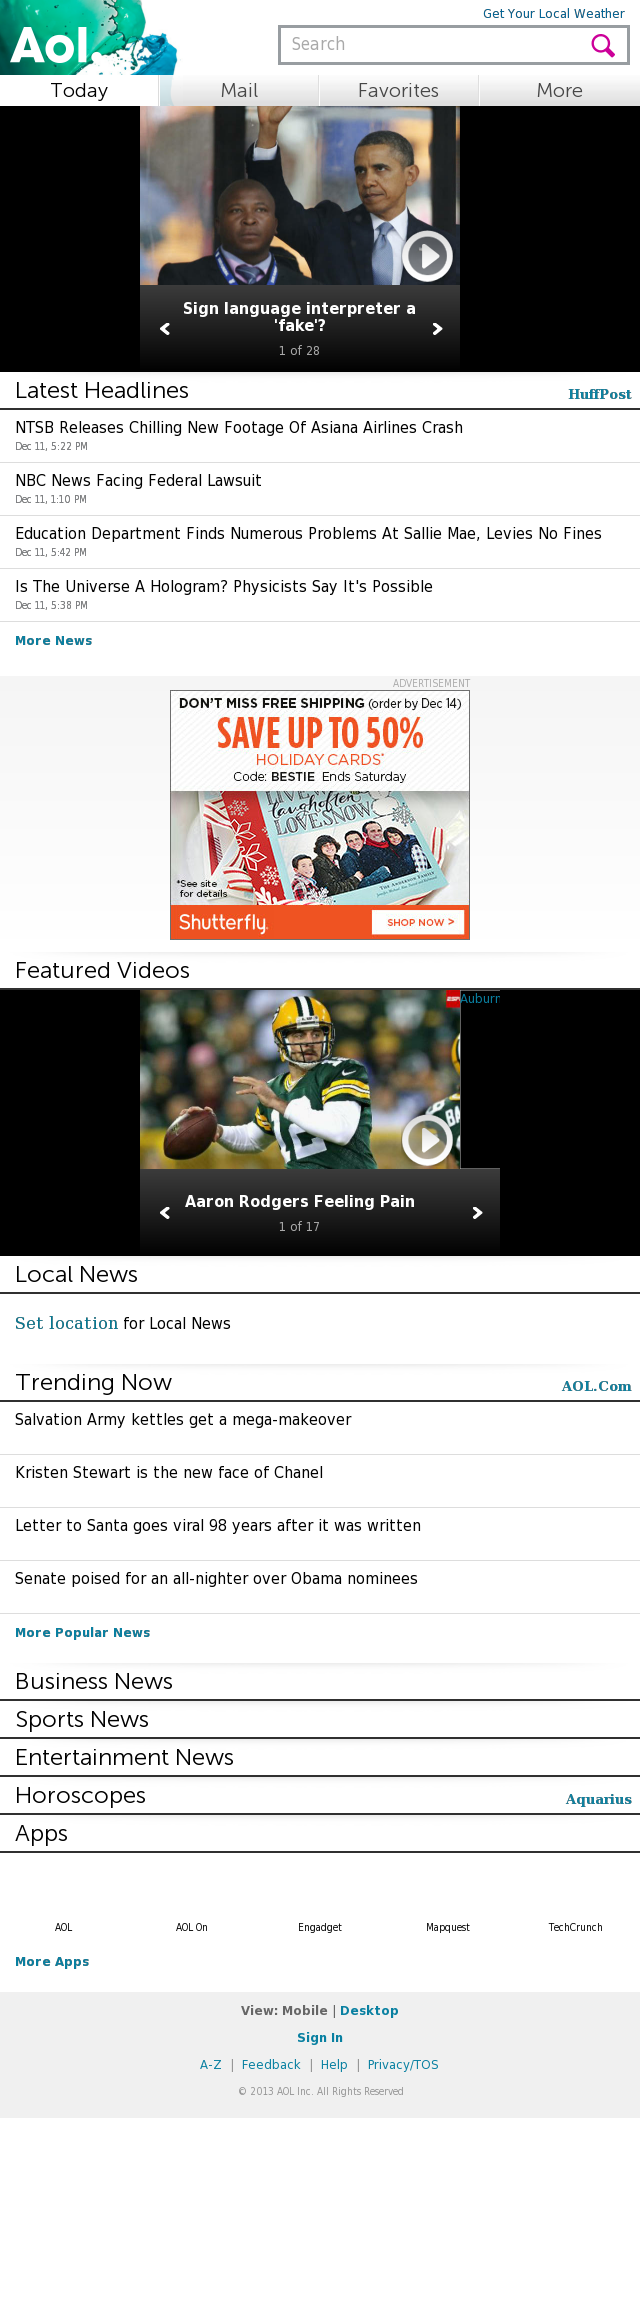 Get Your Local Weather
Aol.
Search
Today
Mail
Favorites
More
Sign language interpreter a
'fake'?
1 of 28
Latest Headlines
HuffPost
NTSB Releases Chilling New Footage Of Asiana Airlines Crash
Dec 11, 5:22 PM
NBC News Facing Federal Lawsuit
Dec 11, 1:10 PM
Education Department Finds Numerous Problems At Sallie Mae, Levies No Fines
Dec 11, 5:42 PM
Is The Universe A Hologram? Physicists Say It's Possible
Dec 11, 5:38 PM
More News
ADVERTISEMENT
DON'T MISS FREE SHIPPING (order by Dec 14)
SAVE UP TO 50%
HOLIDAY CARDS*
Code: BESTIE Ends Saturday
LIVE WELL
laugh often
LOVE SNOW
THE ANDERSON FAMILY
*See site
for details
Shutterfly.
SHOP NOW >
Featured Videos
Auburn
12
Aaron Rodgers Feeling Pain
1 of 17
Local News
Set location for Local News
Trending Now
AOL.Com
Salvation Army kettles get a mega-makeover
Kristen Stewart is the new face of Chanel
Letter to Santa goes viral 98 years after it was written
Senate poised for an all-nighter over Obama nominees
More Popular News
Business News
Sports News
Entertainment News
Horoscopes
Aquarius
Apps
AOL
AOL On
Engadget
Mapquest
TechCrunch
More Apps
View: Mobile | Desktop
Sign In
A-Z | Feedback | Help | Privacy/TOS
© 2013 AOL Inc. All Rights Reserved